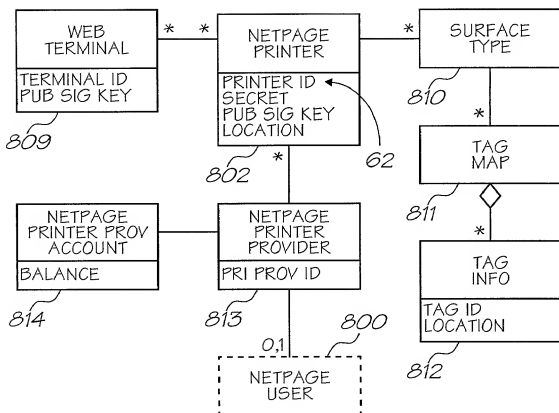 WEB
TERMINAL
TERMINAL ID
PUB SIG KEY
809
*
*
NETPAGE
PRINTER
PRINTER ID
SECRET
PUB SIG KEY
LOCATION
802
62
*
*
SURFACE
TYPE
810
*
TAG
MAP
811
*
TAG
INFO
TAG ID
LOCATION
812
NETPAGE
PRINTER PROV
ACCOUNT
BALANCE
814
NETPAGE
PRINTER
PROVIDER
PRI PROV ID
813
0,1
800
NETPAGE
USER